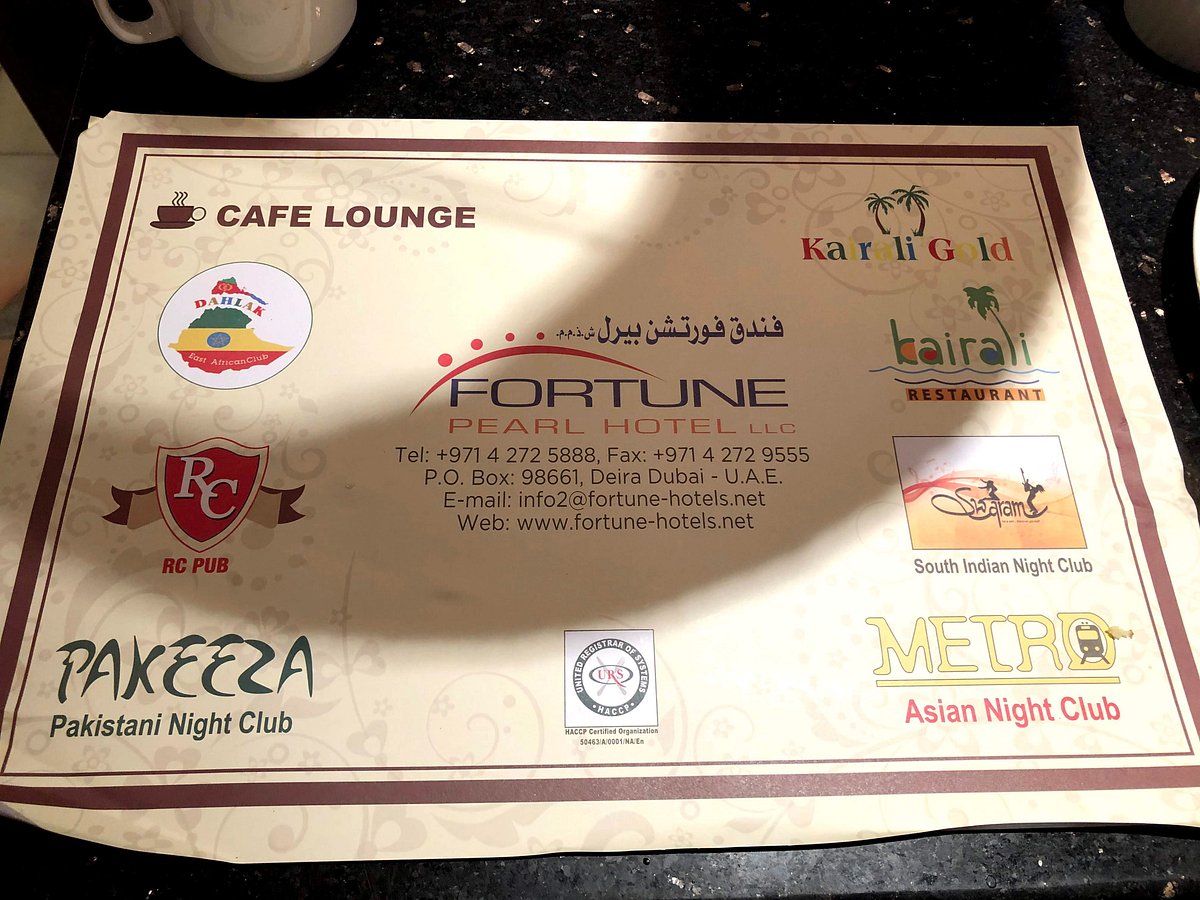 CAFE LOUNGE
Kairali Gold
DAHLAK
East African Club
kairali
RESTAURANT
فندق فورتشن بيرل ش.ذ.م.م.
FORTUNE
PEARL HOTEL LLC
Tel: +971 4 272 5888, Fax: +971 4 272 9555
P.O. Box: 98661, Deira Dubai - U.A.E.
E-mail: info2@fortune-hotels.net
Web: www.fortune-hotels.net
RC
RC PUB
Swaram
South Indian Night Club
PAKEEZA
Pakistani Night Club
UNITED REGISTRAR OF SYSTEMS
URS
HACCP
HACCP Certified Organization
50463/A/0001/NA/En
METRO
Asian Night Club